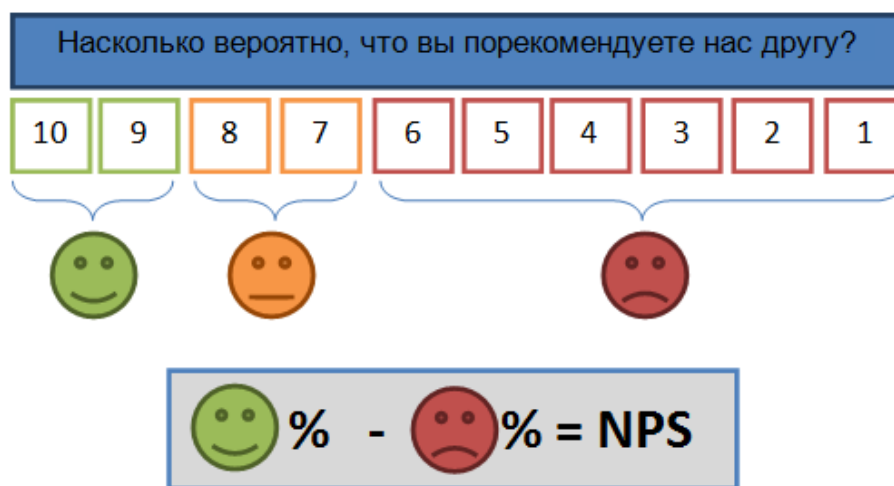 Насколько вероятно, что вы порекомендуете нас другу?
10 9 8 7 6 5 4 3 2 1
% - % = NPS